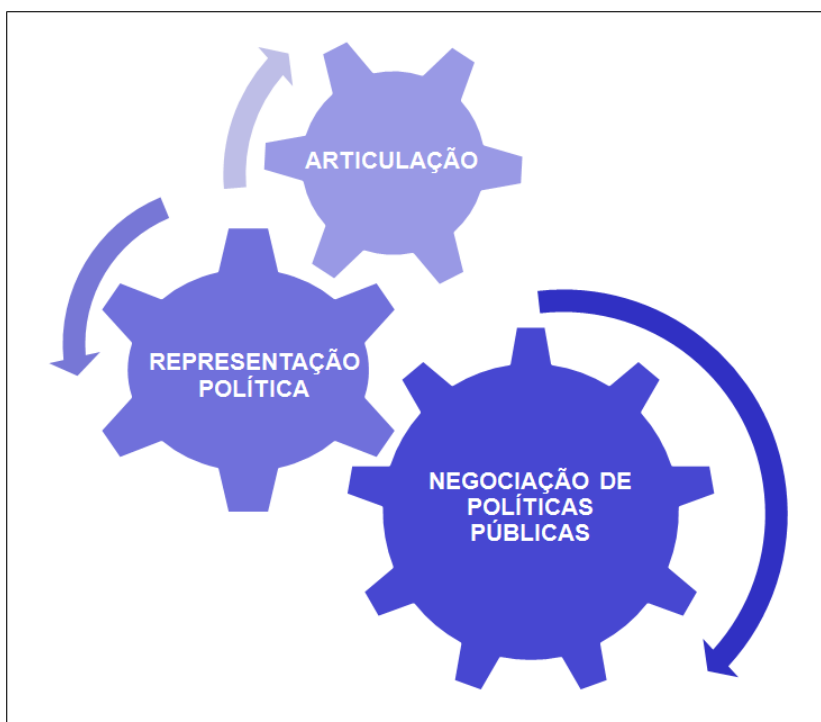 ARTICULAÇÃO
REPRESENTAÇÃO
POLÍTICA
NEGOCIAÇÃO DE
POLÍTICAS
PÚBLICAS